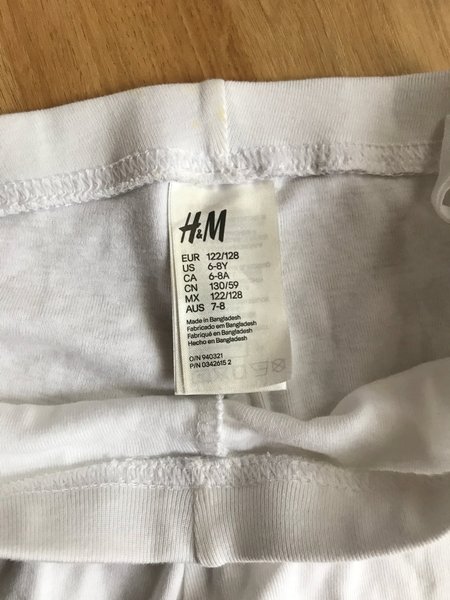 H&M
EUR 122/128
US 6-8Y
CA 6-8A
CN 130/59
MX 122/128
AUS 7-8
Made in Bangladesh
Fabricado em Bangladesh
Fabriqué en Bangladesh
Hecho en Bangladesh
O/N 940321
P/N 0342615 2